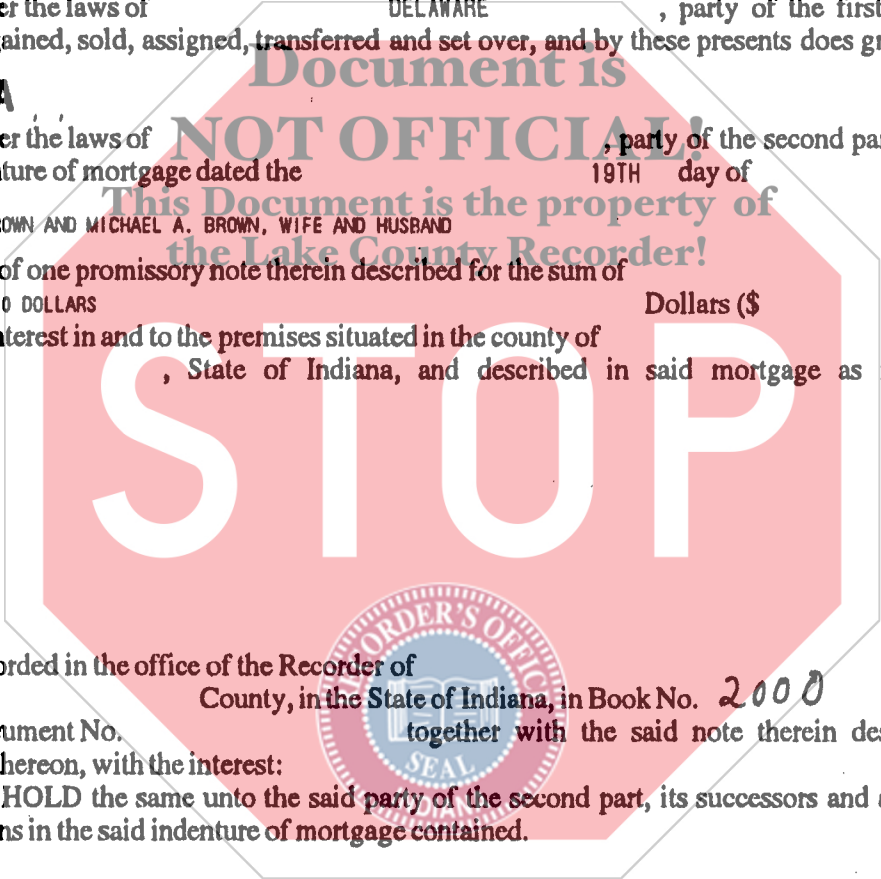 er the laws of DELAWARE , party of the first
ained, sold, assigned, transferred and set over, and by these presents does gr
Document is
A
er the laws of , party of the second par
NOT OFFICIAL!
ture of mortgage dated the 19TH day of
This Document is the property of
OWN AND MICHAEL A. BROWN, WIFE AND HUSBAND
the Lake County Recorder!
of one promissory note therein described for the sum of
0 DOLLARS Dollars ($
terest in and to the premises situated in the county of
, State of Indiana, and described in said mortgage as
STOP
orded in the office of the Recorder of
County, in the State of Indiana, in Book No. 2000
ument No. together with the said note therein des
hereon, with the interest:
HOLD the same unto the said party of the second part, its successors and a
ns in the said indenture of mortgage contained.
RECORDER'S OFFICE
SEAL
INDIANA